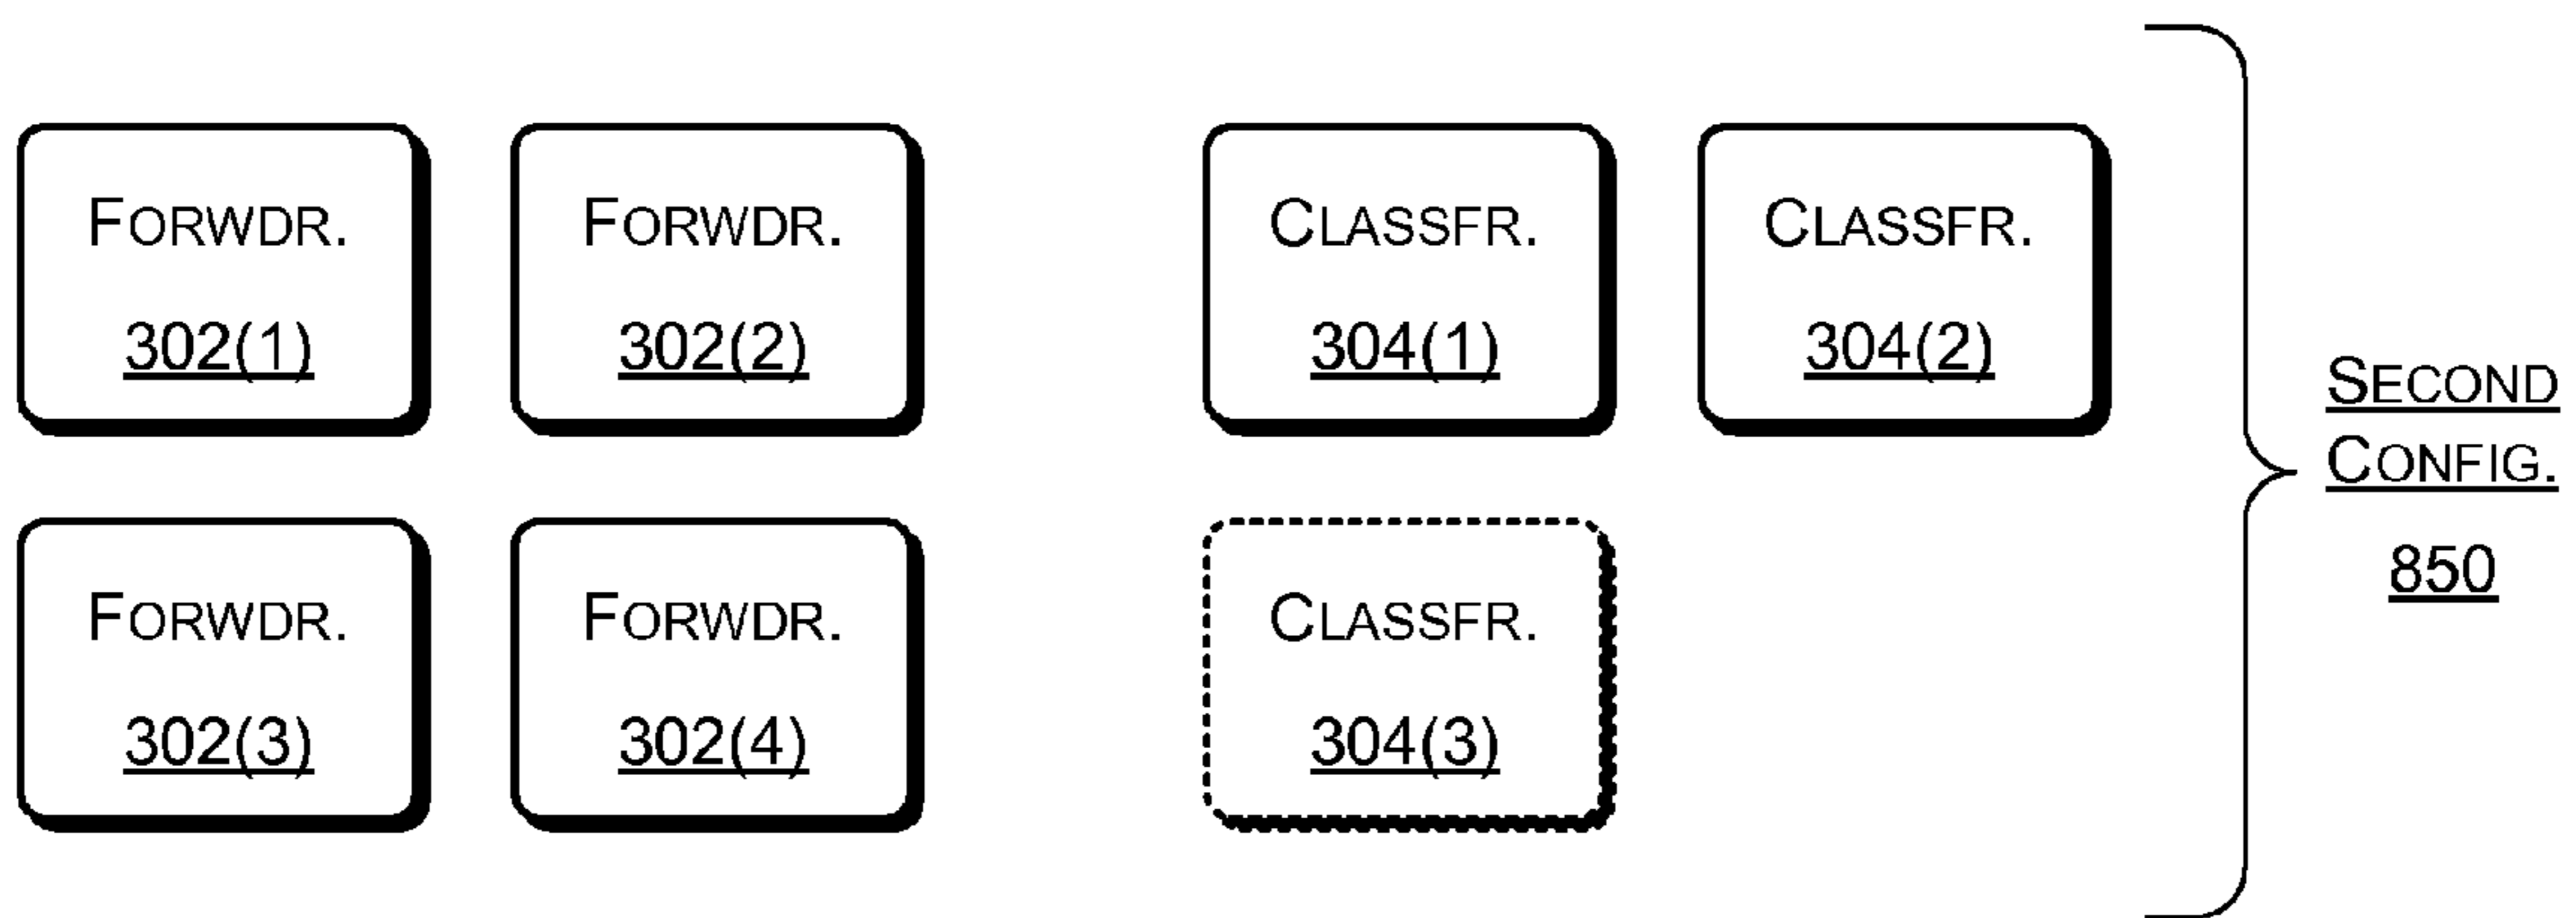 FORWDR.
302(1)
FORWDR.
302(2)
CLASSFR.
304(1)
CLASSFR.
304(2)
FORWDR.
302(3)
FORWDR.
302(4)
CLASSFR.
304(3)
SECOND
CONFIG.
850